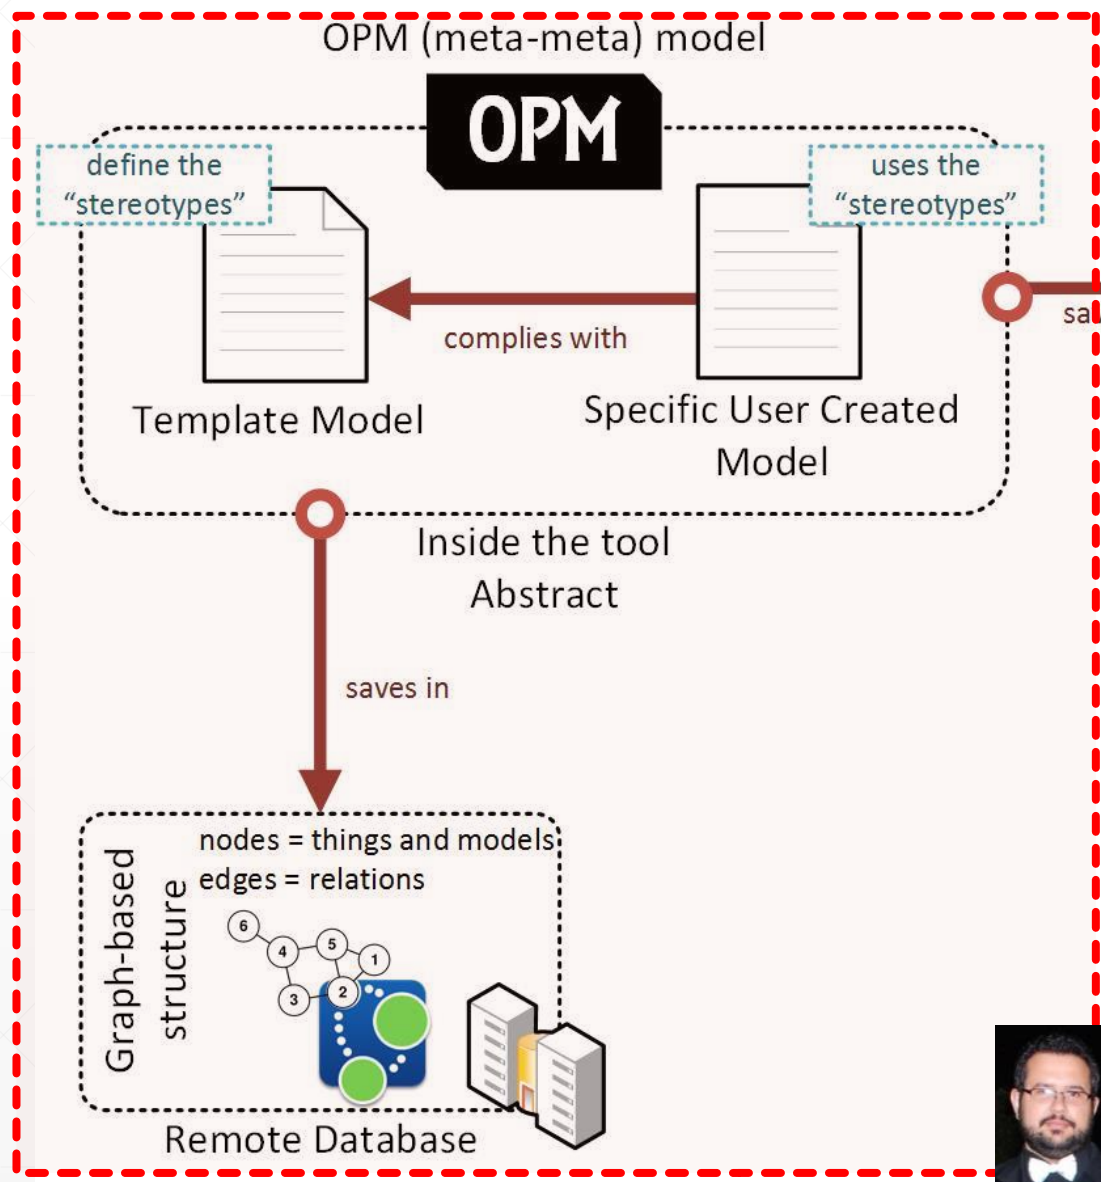 OPM (meta-meta) model
OPM
define the
“stereotypes”
uses the
“stereotypes”
complies with
Template Model
Specific User Created
Model
Inside the tool
Abstract
saves in
nodes = things and models
edges = relations
Graph-based
structure
6
4
5
1
3
2
Remote Database